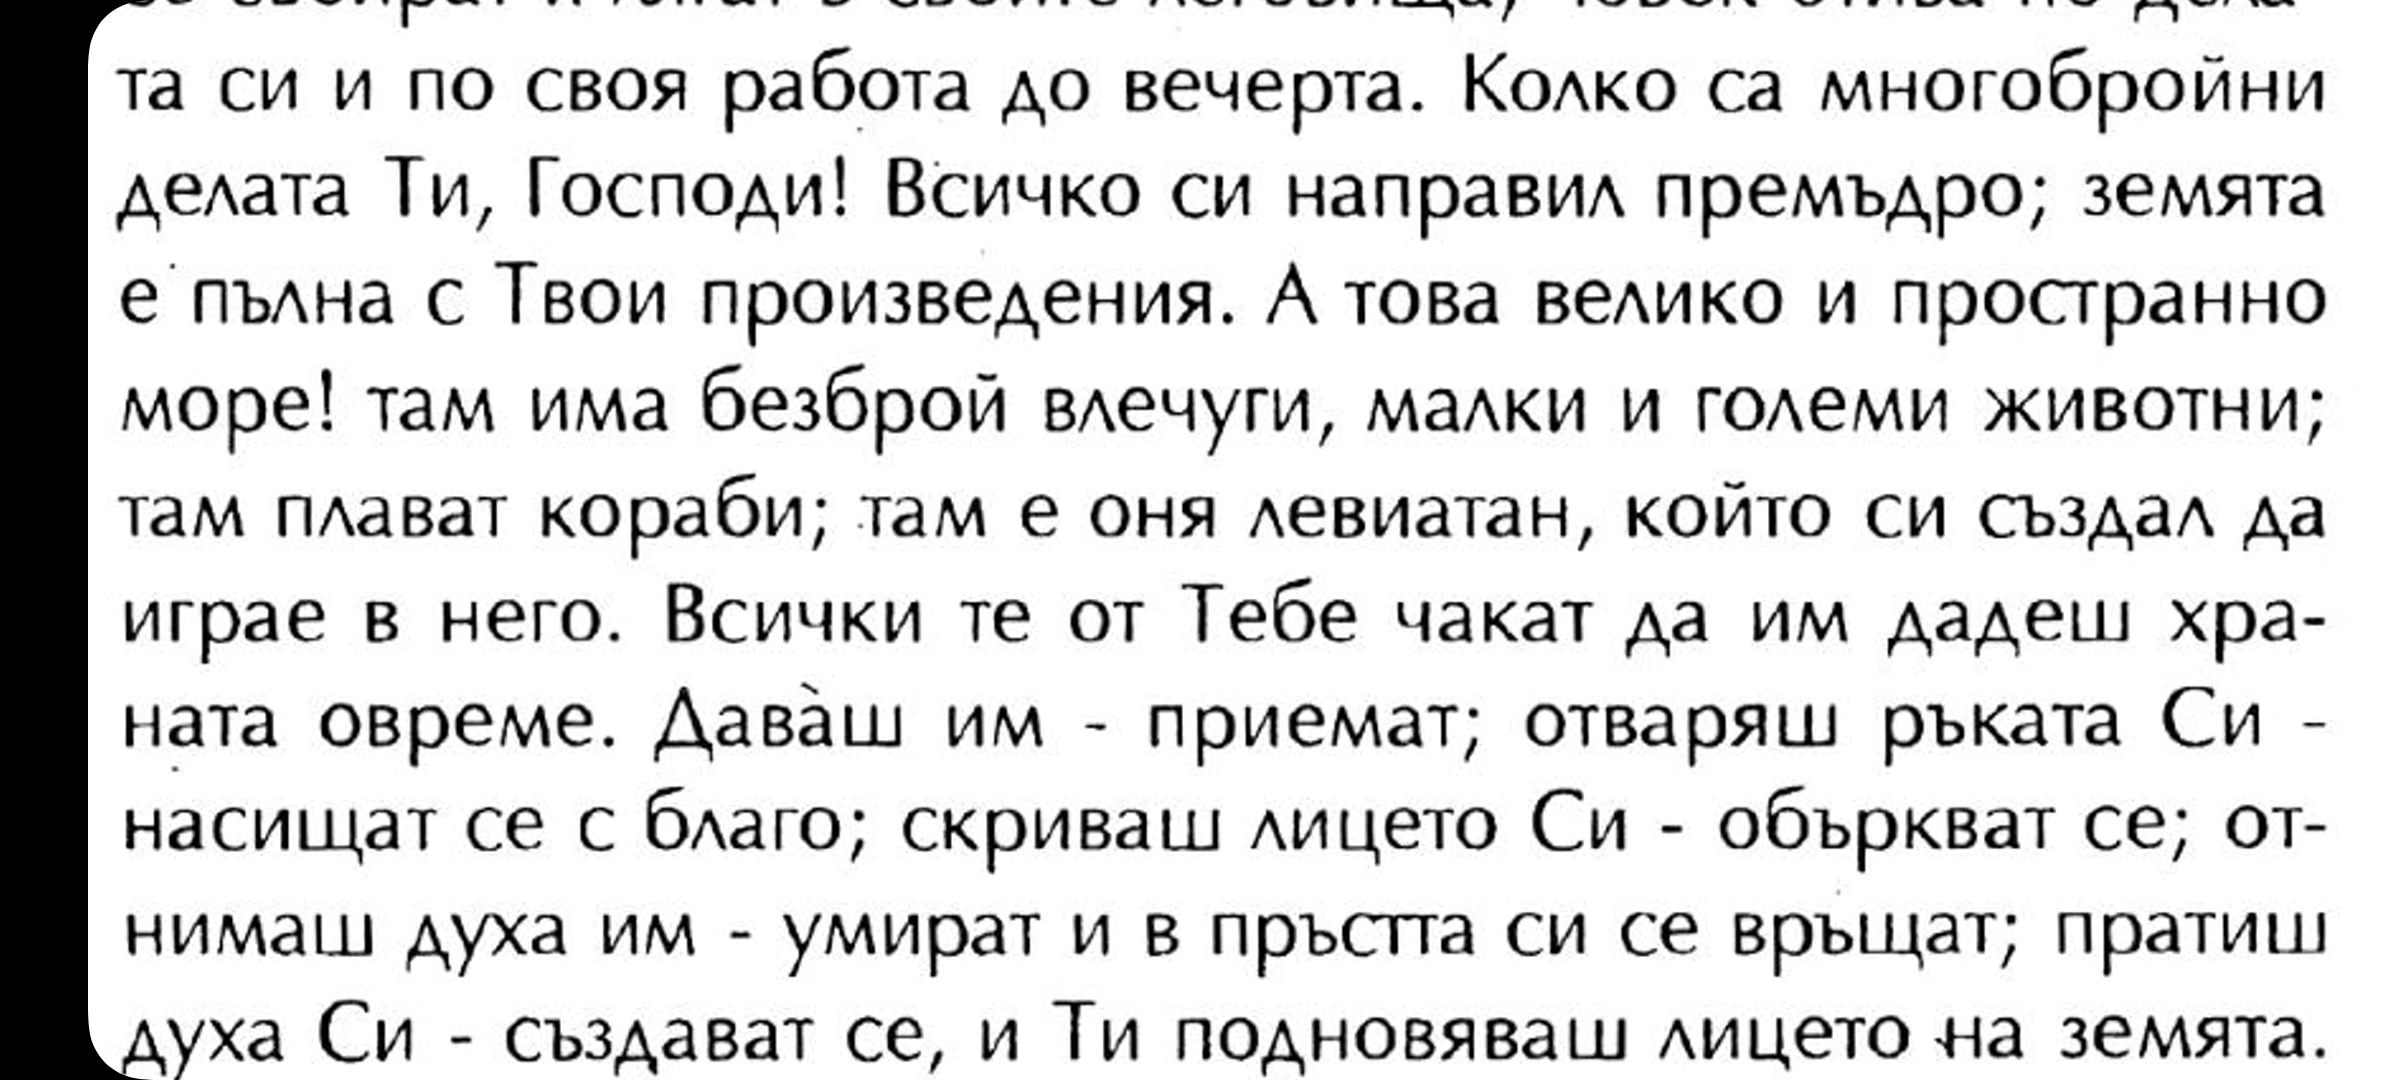 та си и по своя работа до вечерта. Колко са многобройни
делата Ти, Господи! Всичко си направил премъдро; земята
е пълна с Твои произведения. А това велико и пространно
море! там има безброй влечуги, малки и големи животни;
там плават кораби; там е оня левиатан, който си създал да
играе в него. Всички те от Тебе чакат да им дадеш хра-
ната овреме. Давàш им - приемат; отваряш ръката Си -
насищат се с благо; скриваш лицето Си - объркват се; от-
нимаш духа им - умират и в пръстта си се връщат; пратиш
духа Си - създават се, и Ти подновяваш лицето на земята.